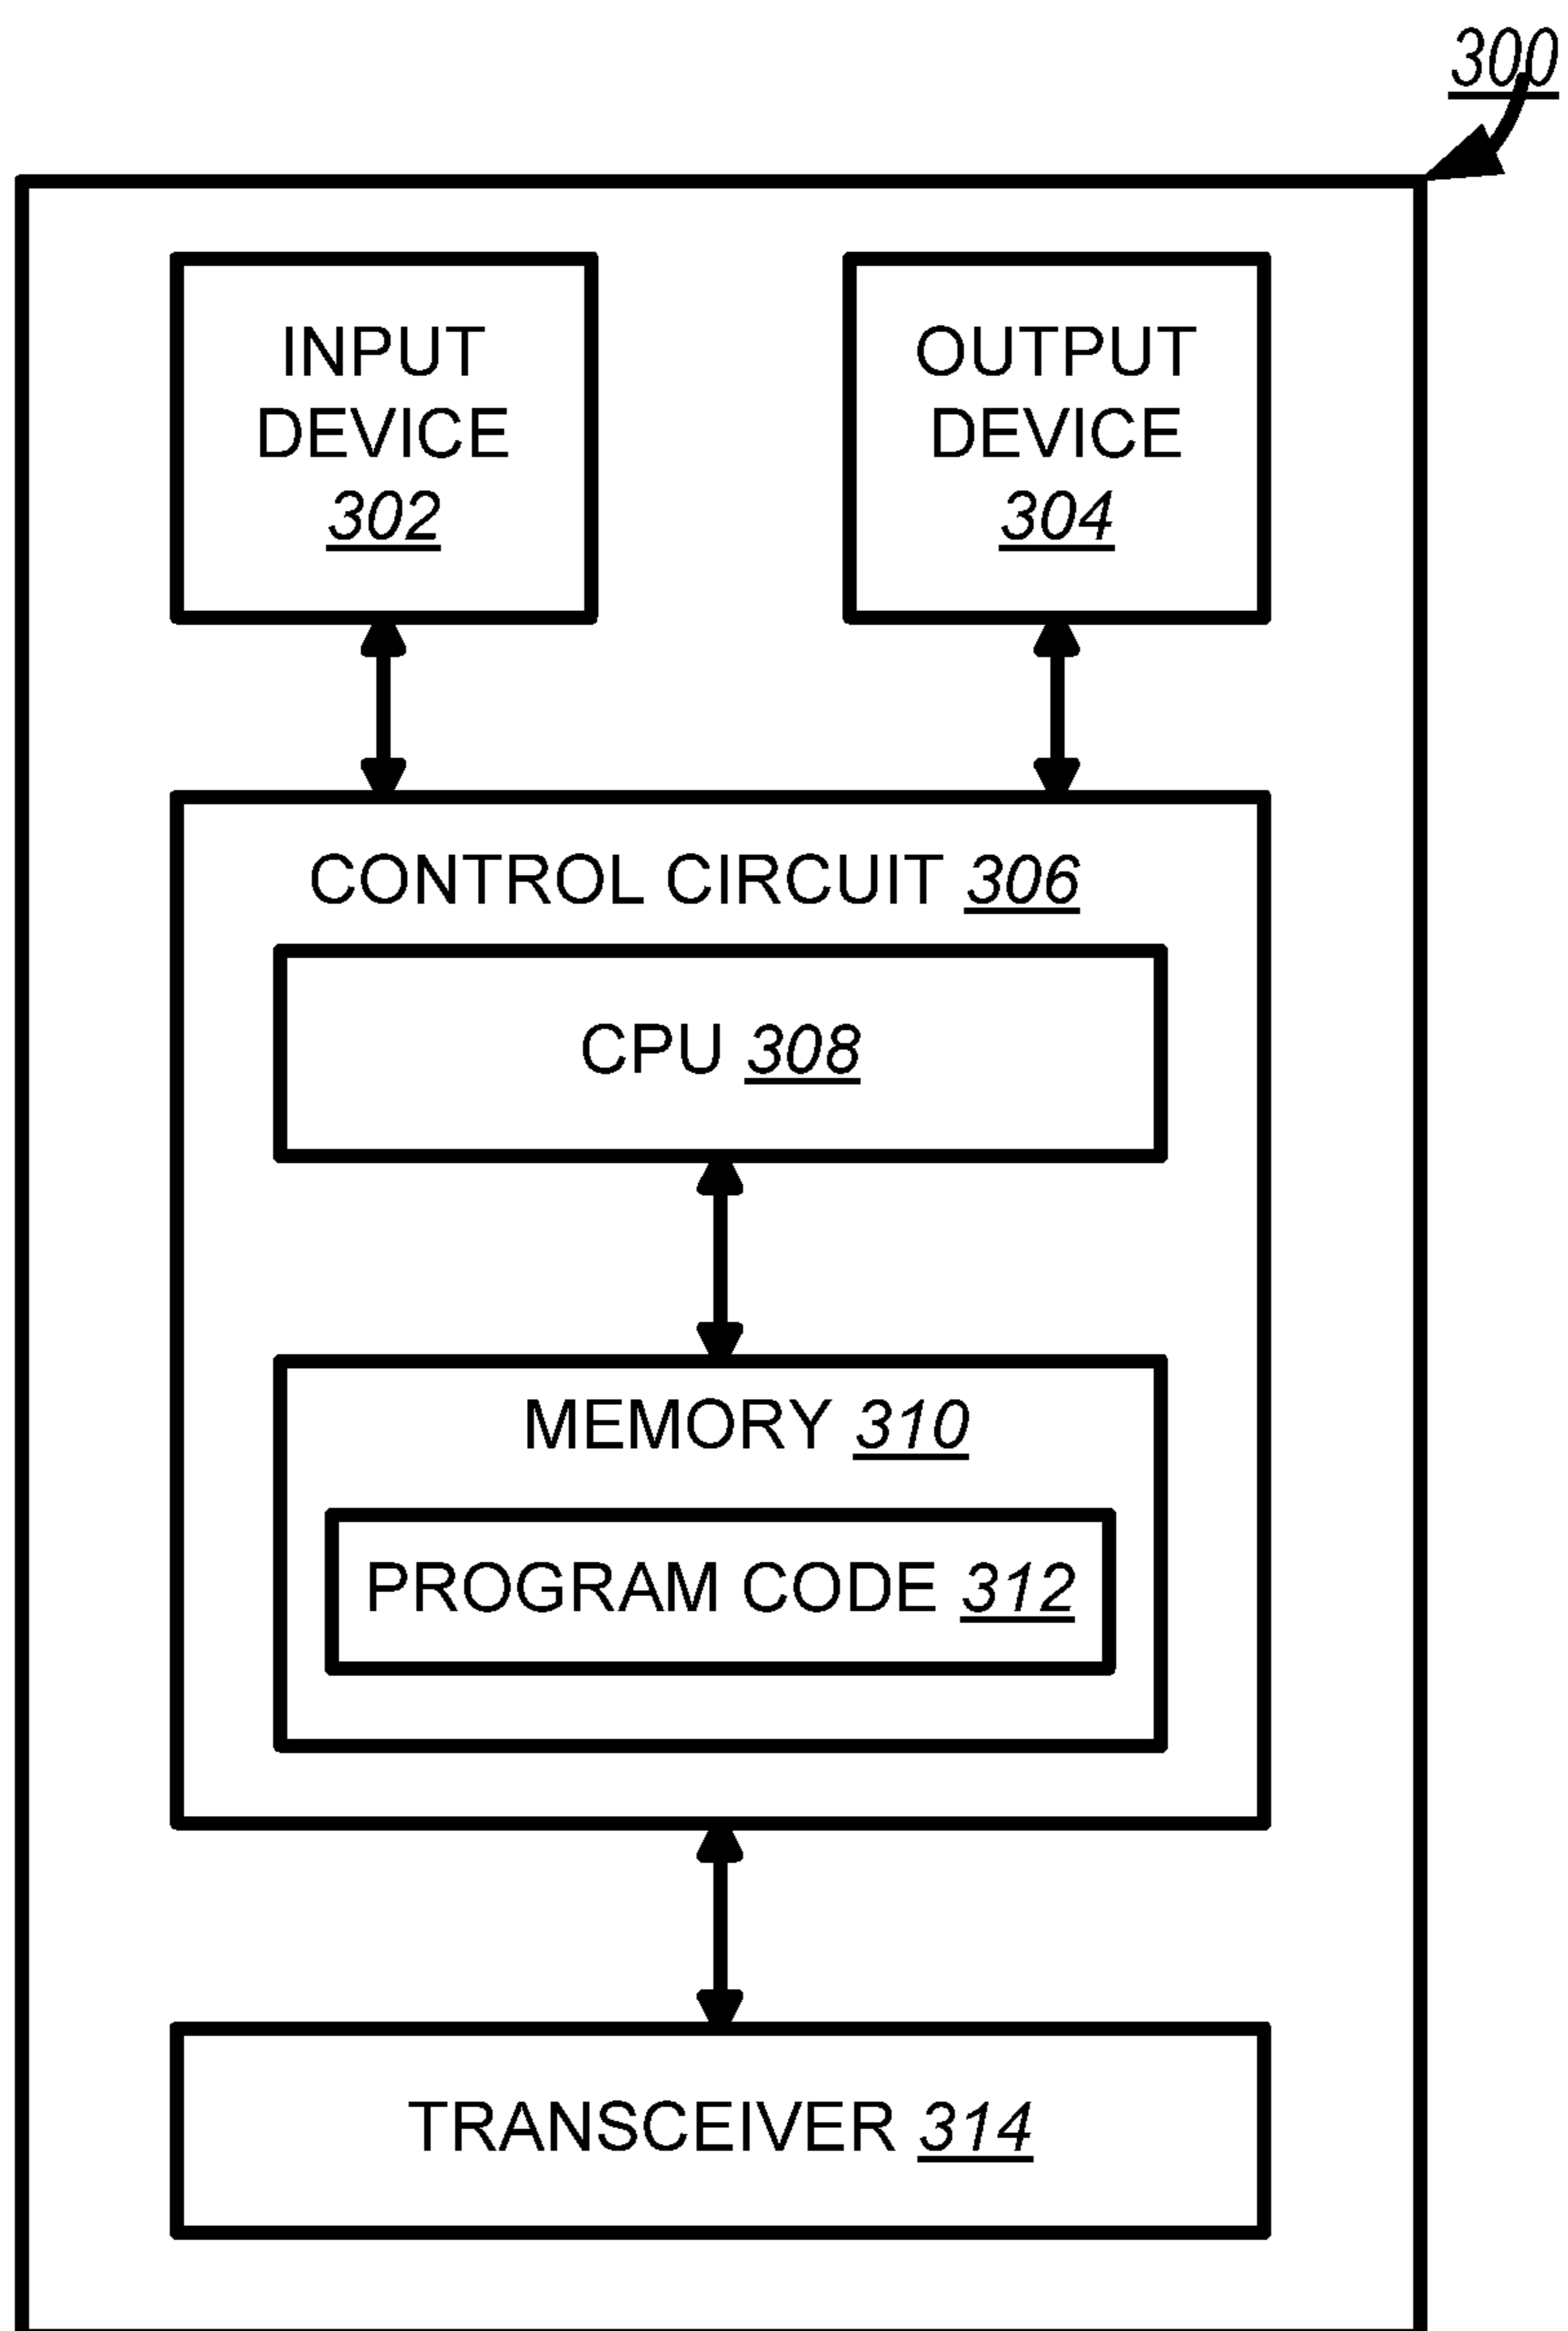 300
INPUT
DEVICE
302
OUTPUT
DEVICE
304
CONTROL CIRCUIT 306
CPU 308
MEMORY 310
PROGRAM CODE 312
TRANSCEIVER 314